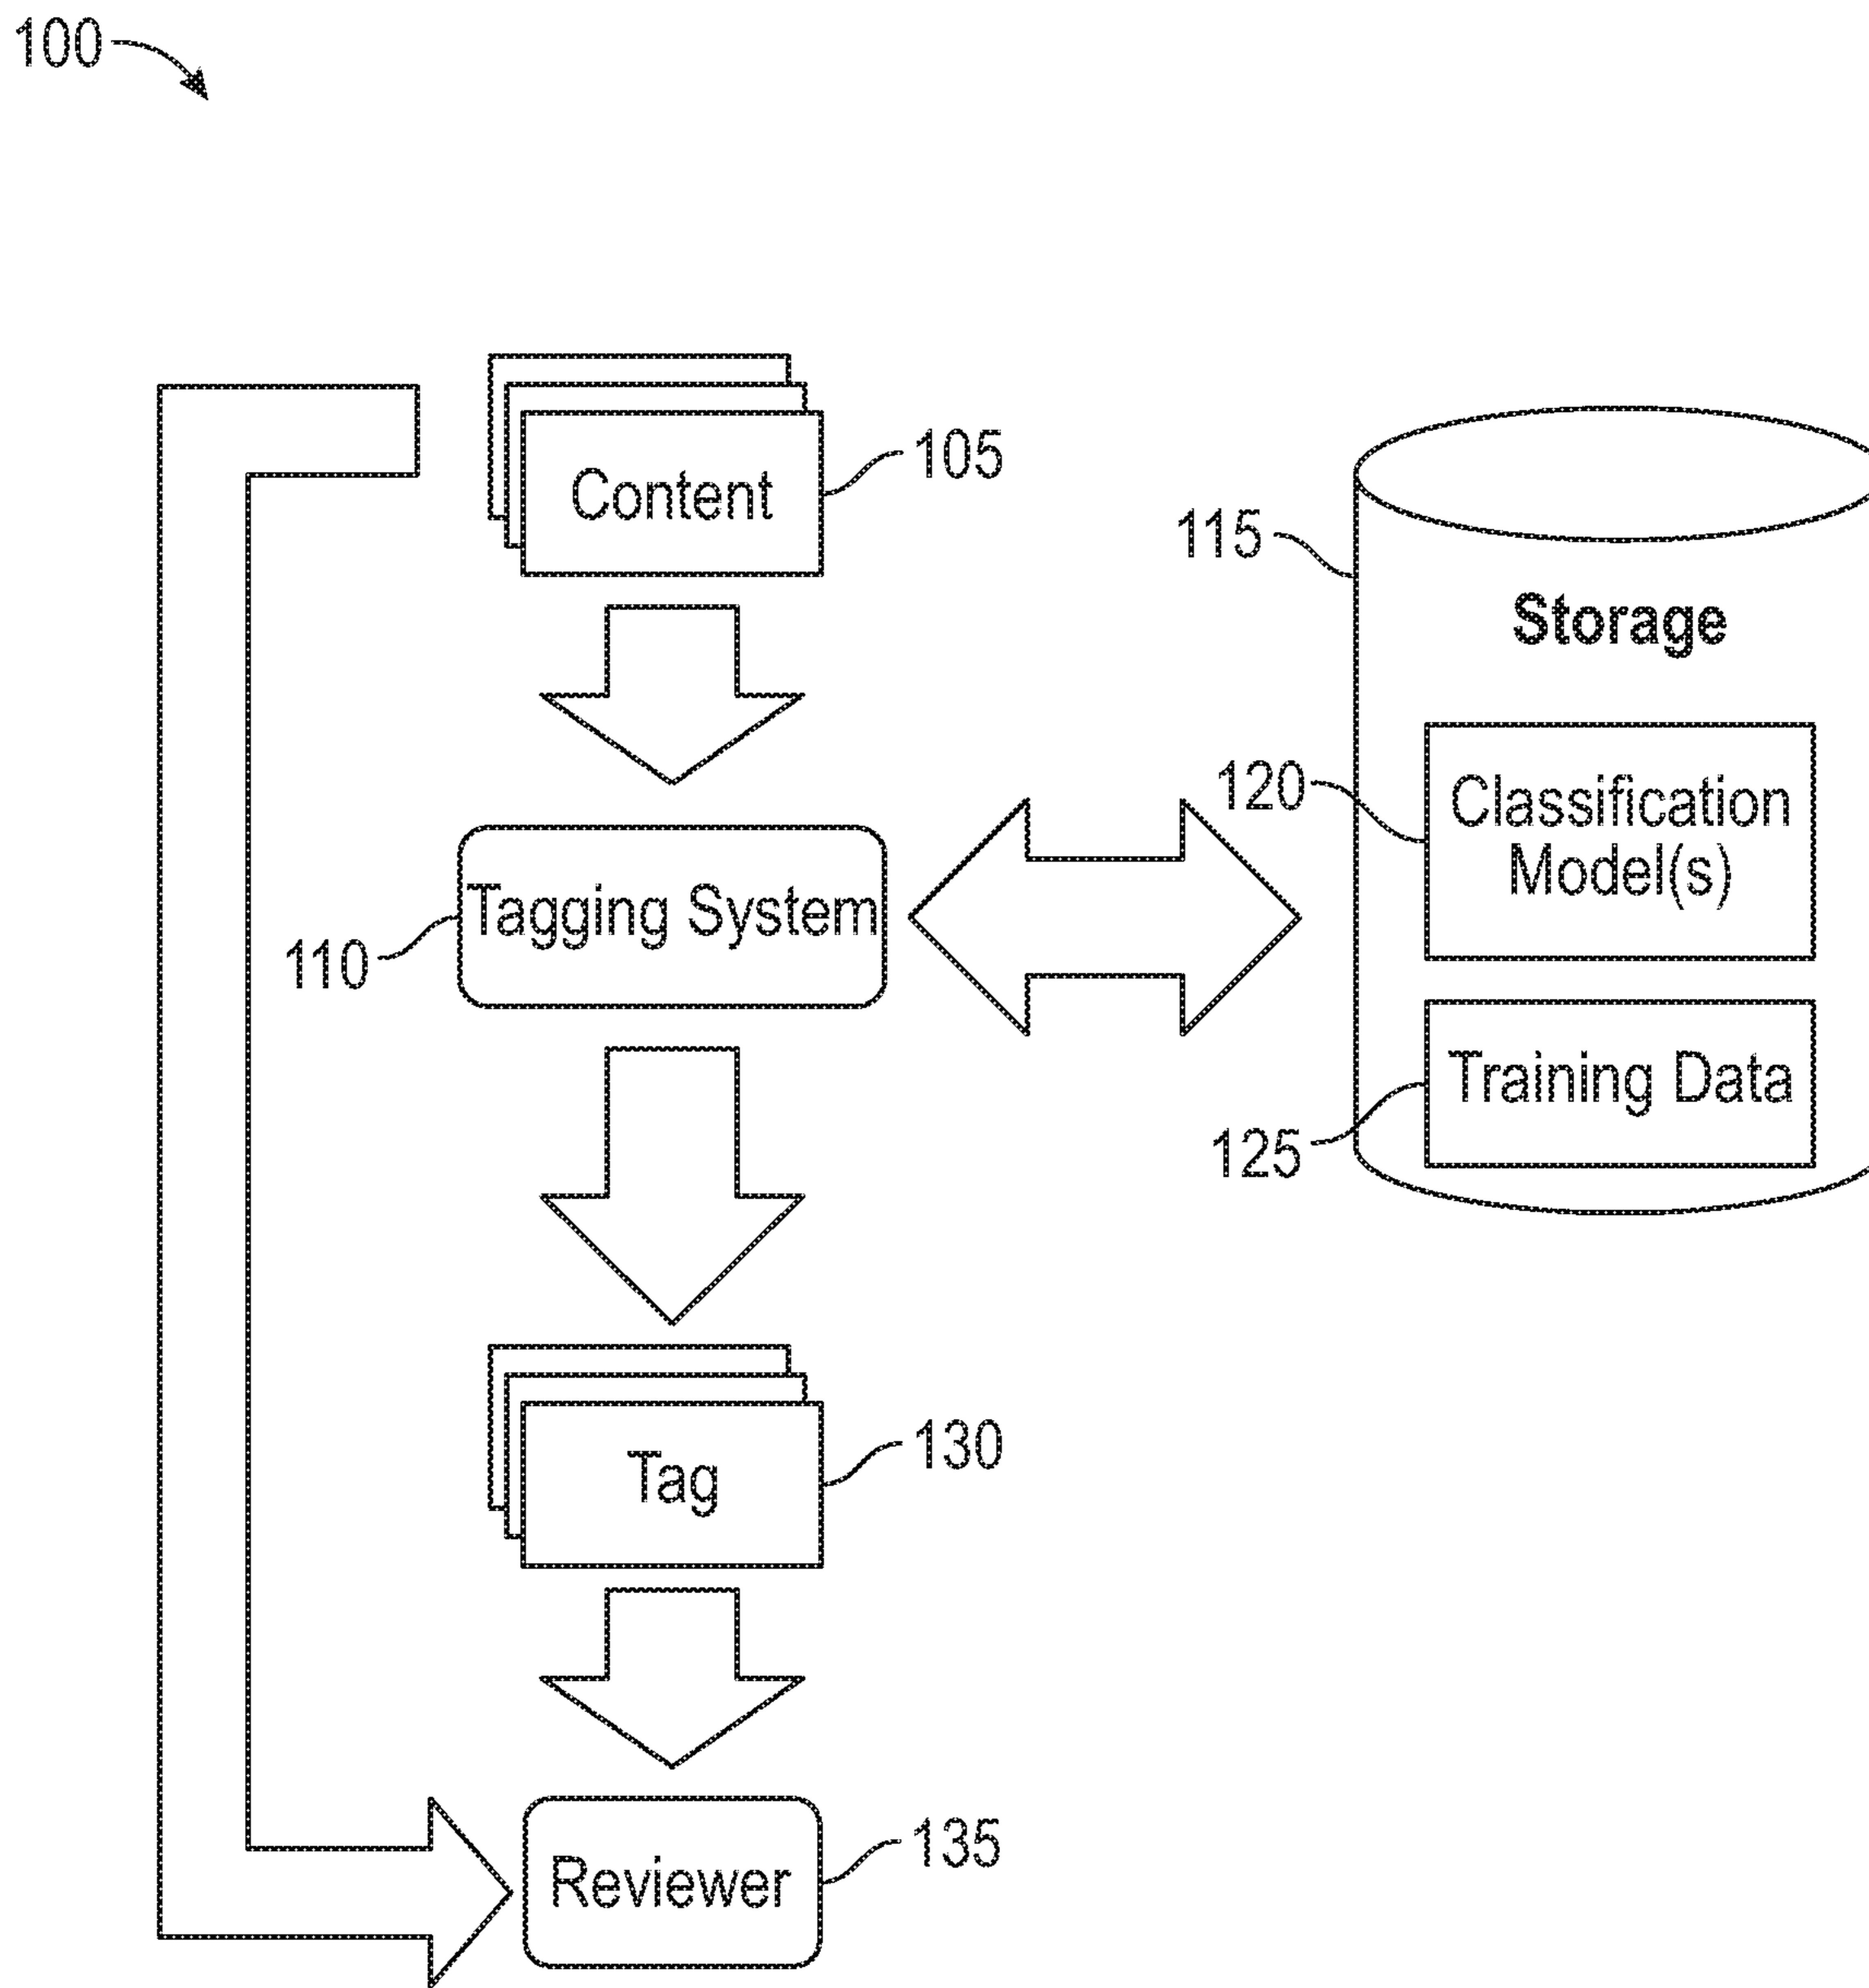 100
Content
105
115
Storage
120
Classification
Model(s)
Tagging System
110
Training Data
125
Tag
130
Reviewer
135